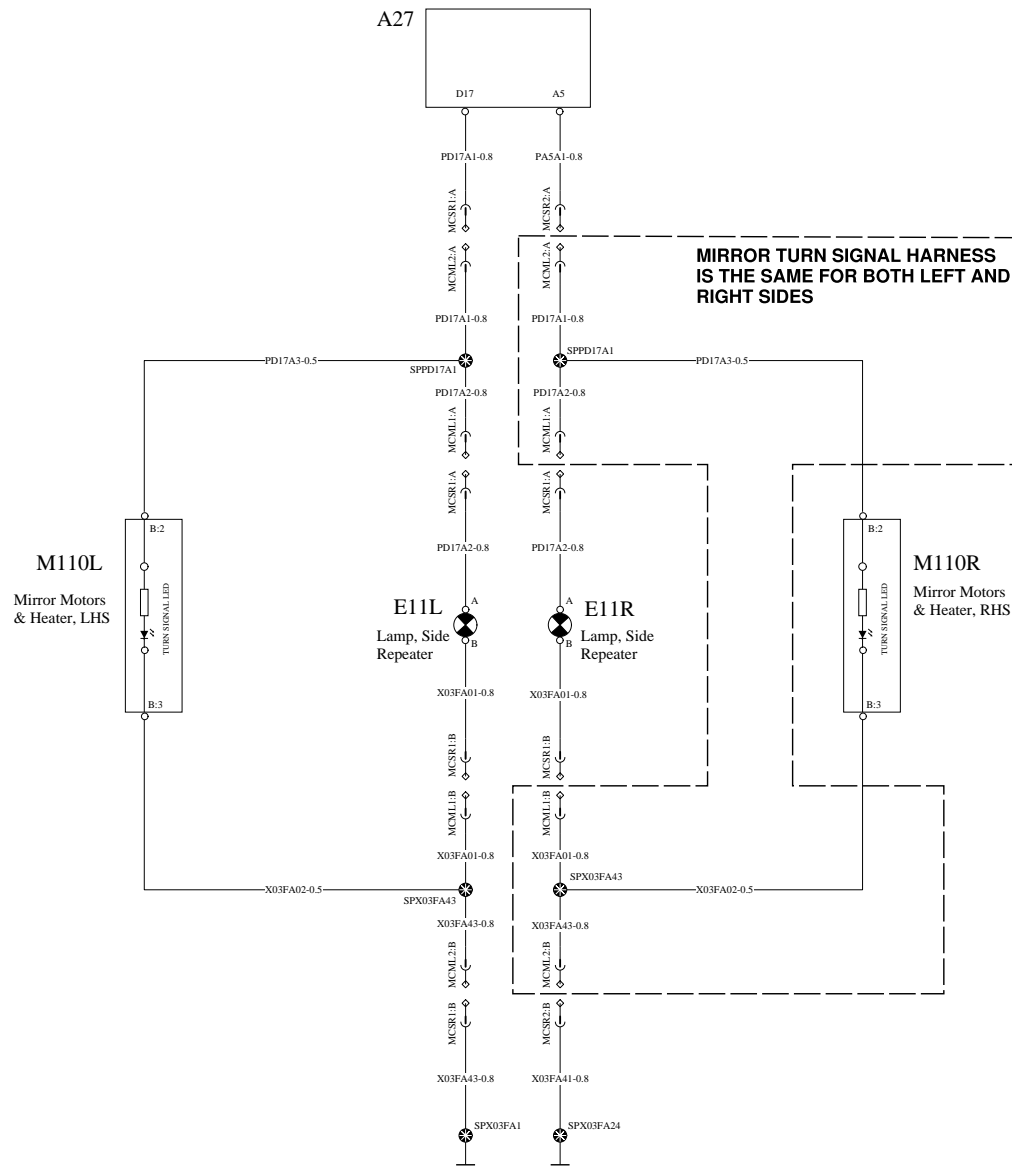 A27
D17
A5
PD17A1-0.8
PA5A1-0.8
MCSR1:A
MCSR2:A
MCML2:A
MCML2:A
MIRROR TURN SIGNAL HARNESS
IS THE SAME FOR BOTH LEFT AND
RIGHT SIDES
PD17A1-0.8
PD17A1-0.8
PD17A3-0.5
SPPD17A1
SPPD17A1
PD17A3-0.5
PD17A2-0.8
PD17A2-0.8
MCML1:A
MCML1:A
MCSR1:A
MCSR1:A
B:2
B:2
PD17A2-0.8
PD17A2-0.8
M110L
Mirror Motors
& Heater, LHS
TURN SIGNAL LED
E11L
Lamp, Side
Repeater
A
B
E11R
Lamp, Side
Repeater
A
B
TURN SIGNAL LED
M110R
Mirror Motors
& Heater, RHS
B:3
B:3
X03FA01-0.8
X03FA01-0.8
MCSR1:B
MCSR1:B
MCML1:B
MCML1:B
X03FA01-0.8
X03FA01-0.8
X03FA02-0.5
SPX03FA43
SPX03FA43
X03FA02-0.5
X03FA43-0.8
X03FA43-0.8
MCML2:B
MCML2:B
MCSR1:B
MCSR2:B
X03FA43-0.8
X03FA41-0.8
SPX03FA1
SPX03FA24